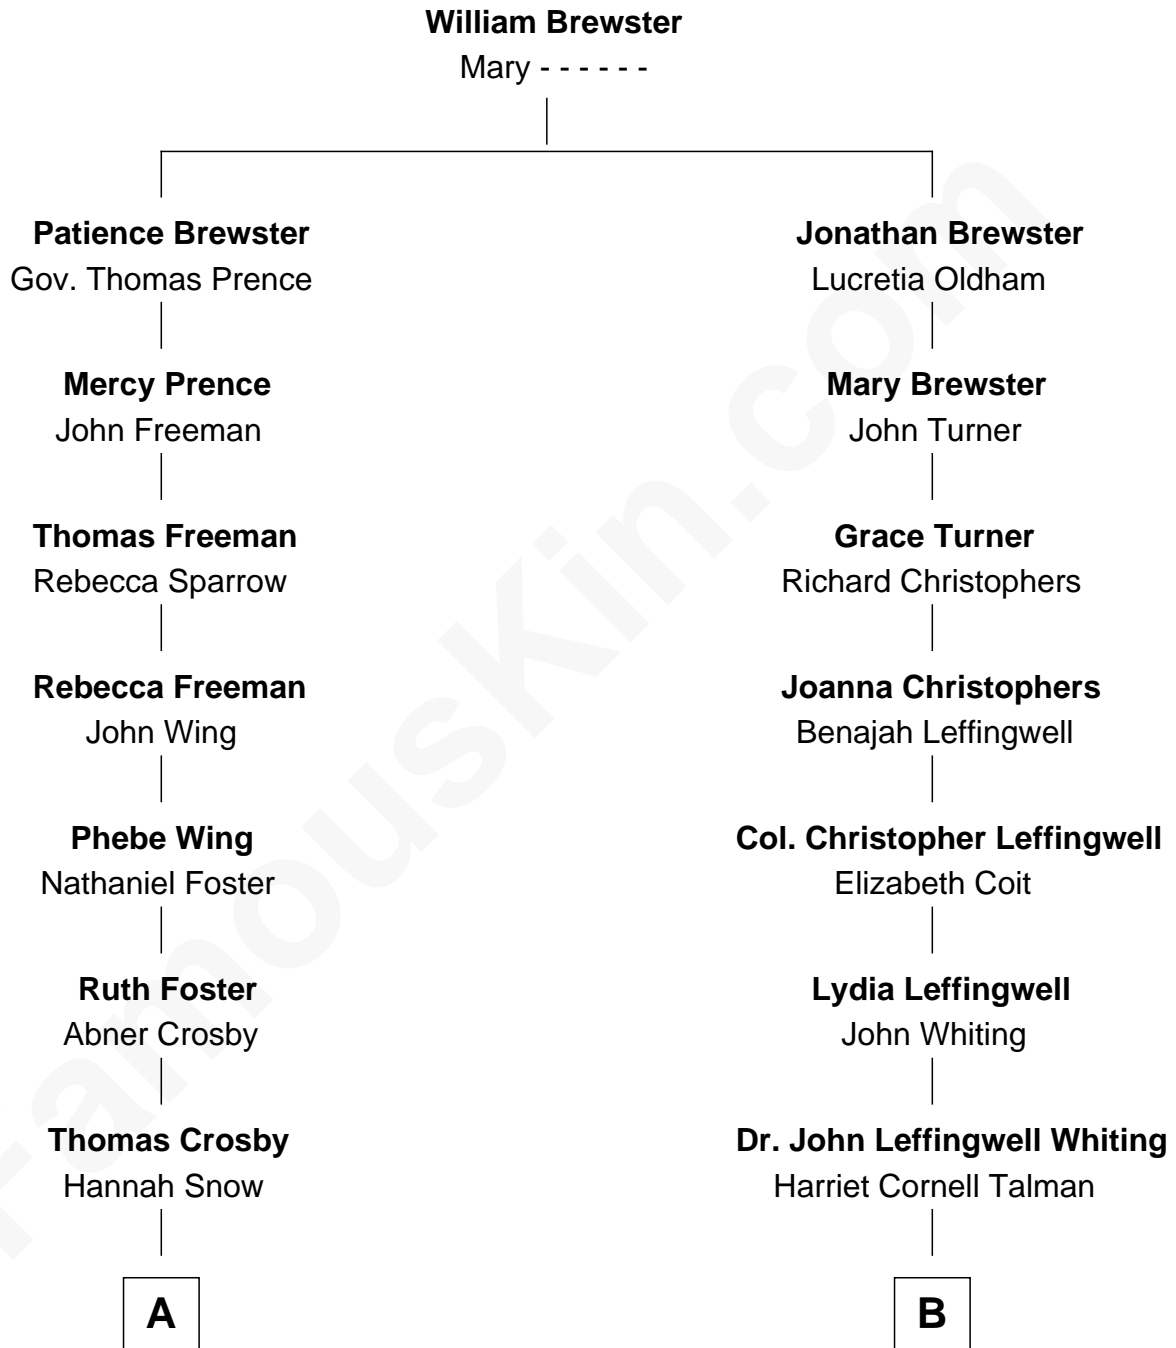 William Brewster
Mary - - - - - -
Patience Brewster
Gov. Thomas Prence
Jonathan Brewster
Lucretia Oldham
Mercy Prence
John Freeman
Mary Brewster
John Turner
Thomas Freeman
Rebecca Sparrow
Grace Turner
Richard Christophers
Rebecca Freeman
John Wing
Joanna Christophers
Benajah Leffingwell
Phebe Wing
Nathaniel Foster
Col. Christopher Leffingwell
Elizabeth Coit
Ruth Foster
Abner Crosby
Lydia Leffingwell
John Whiting
Thomas Crosby
Hannah Snow
Dr. John Leffingwell Whiting
Harriet Cornell Talman
A
B
FamousKin.com